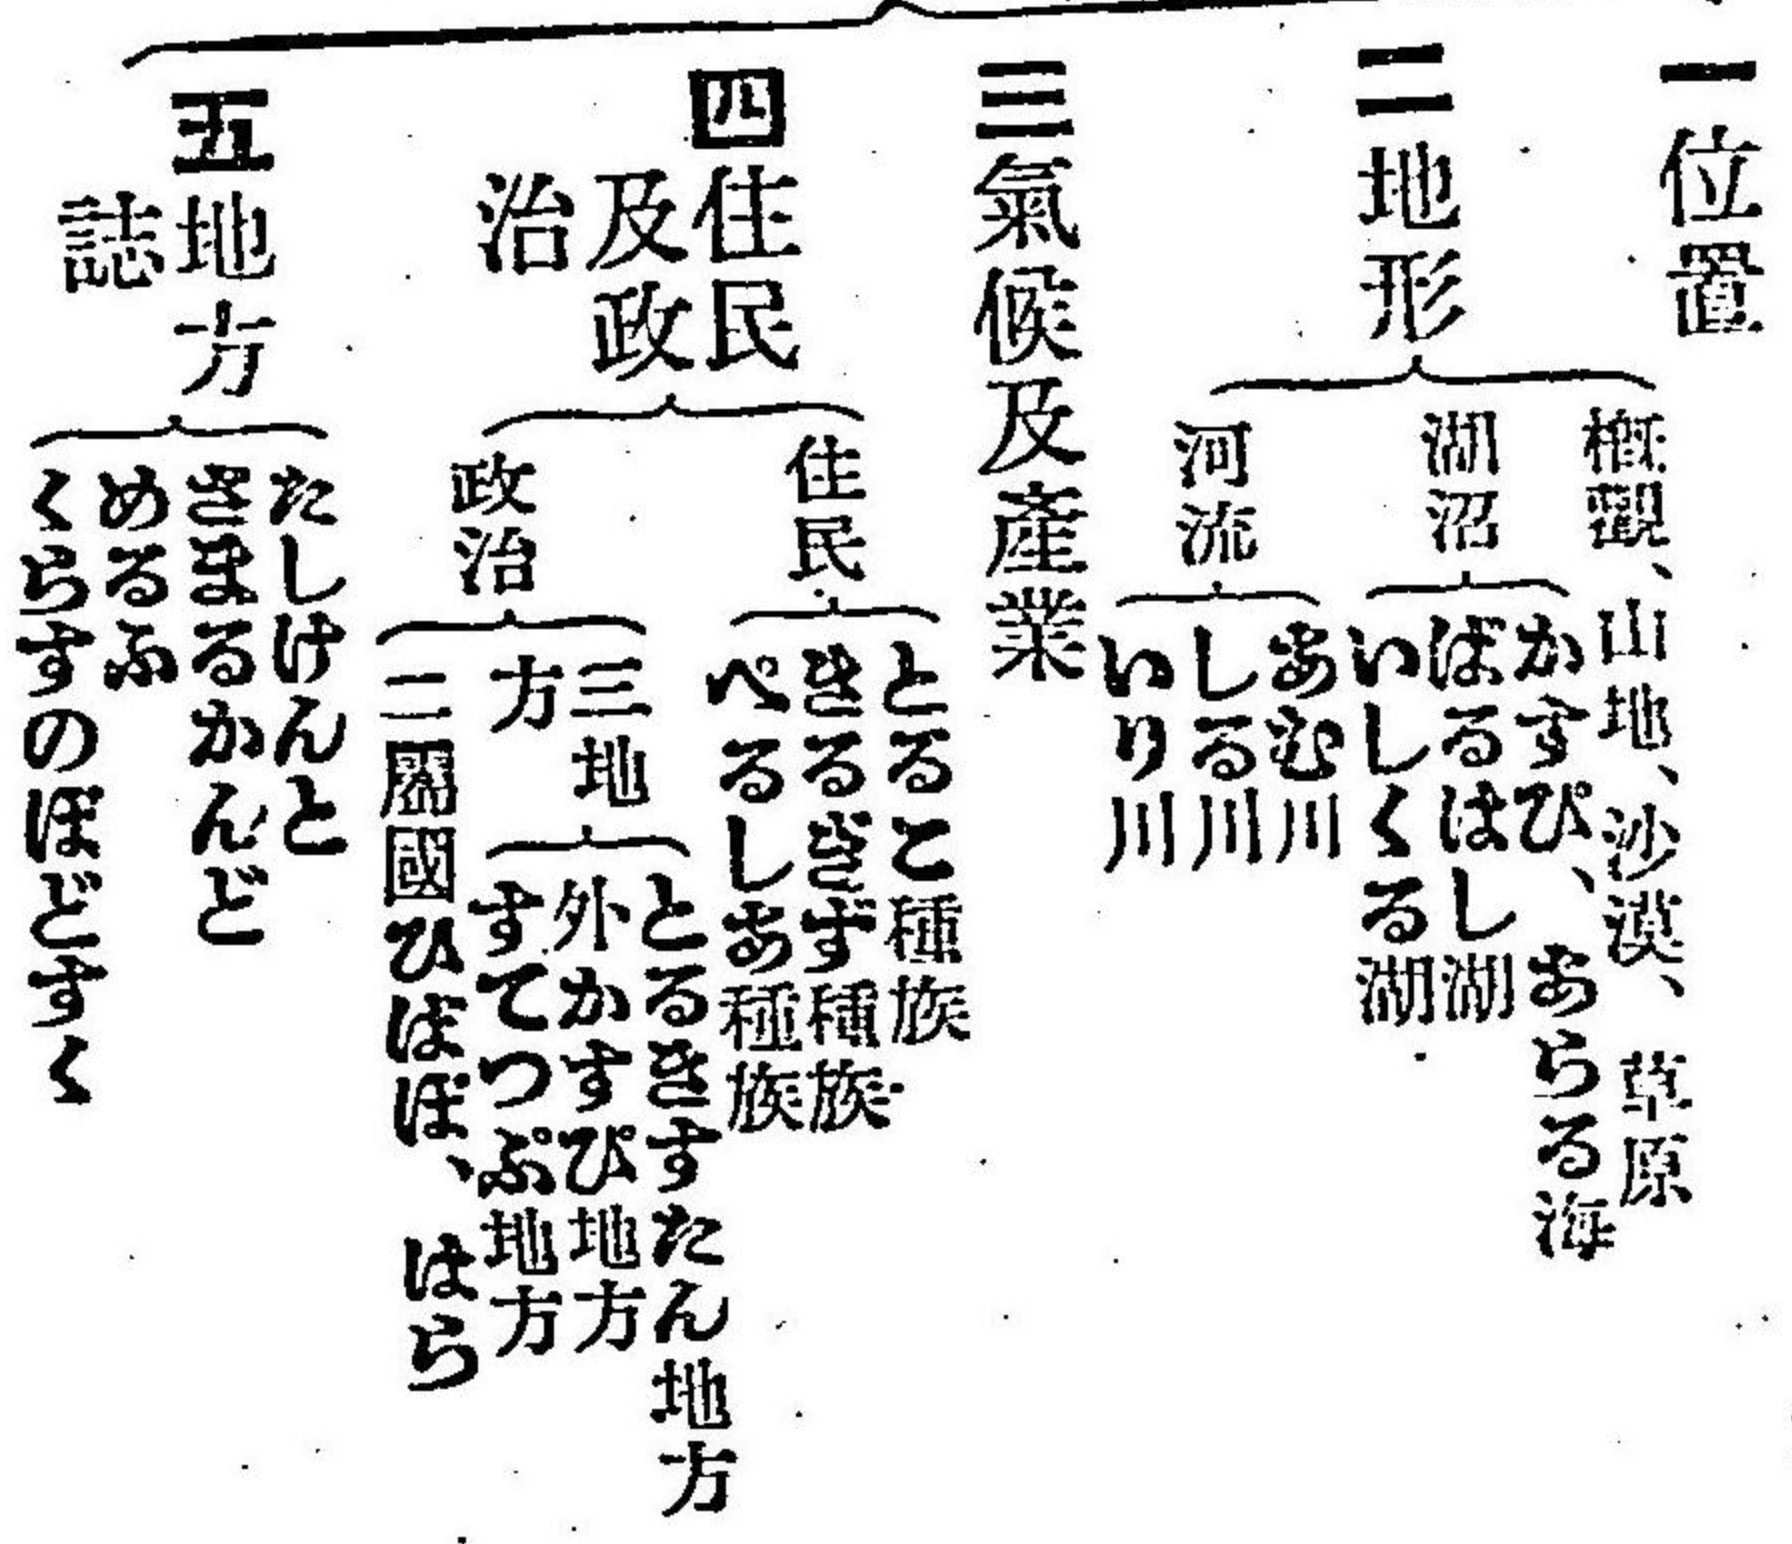 一位置
二地形
概觀、山地、沙漠、草原
湖沼
かすぴ、あらる海
ばるはし湖
いしくる湖
河流
あむ川
しる川
いり川
三氣候及產業
四住民
及政
治
住民
とるこ種族
きるぎず種族
ぺるしあ種族
政治
三地
方
とるきすたん地方
外かすぴ地方
すてつぷ地方
二國ひばぼ、はら
五地方
誌
たしけんと
さまるかんど
めるふ
くらすのぼどすく